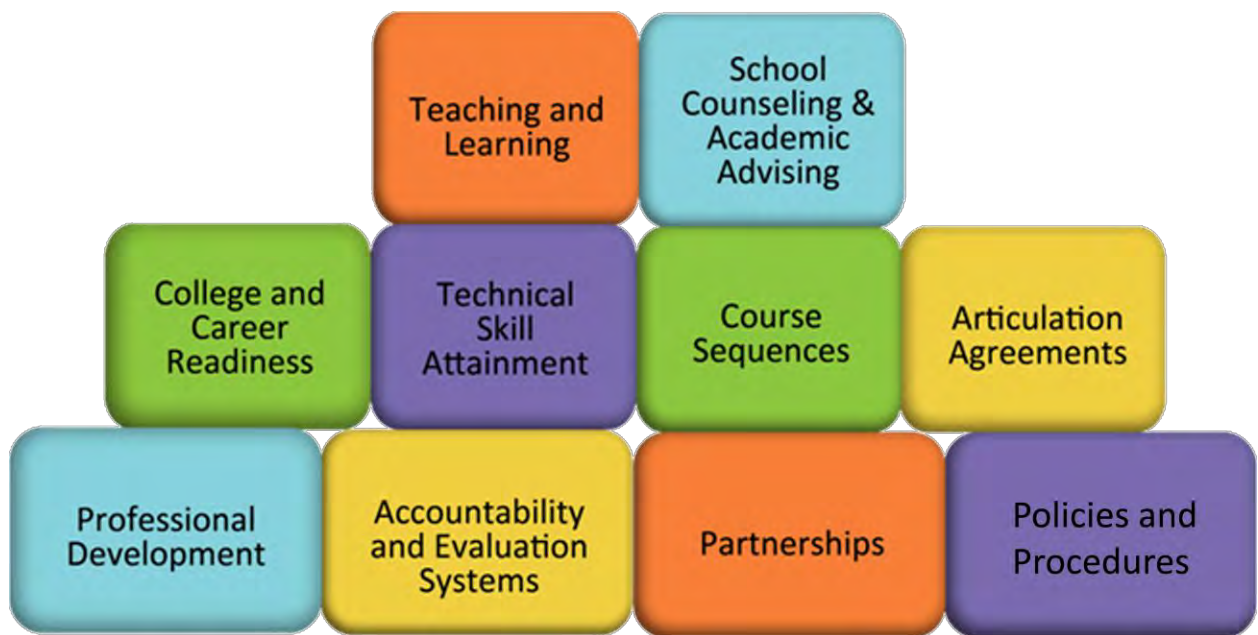 Teaching and
Learning
School
Counseling &
Academic
Advising
College and
Career
Readiness
Technical
Skill
Attainment
Course
Sequences
Articulation
Agreements
Professional
Development
Accountability
and Evaluation
Systems
Partnerships
Policies and
Procedures